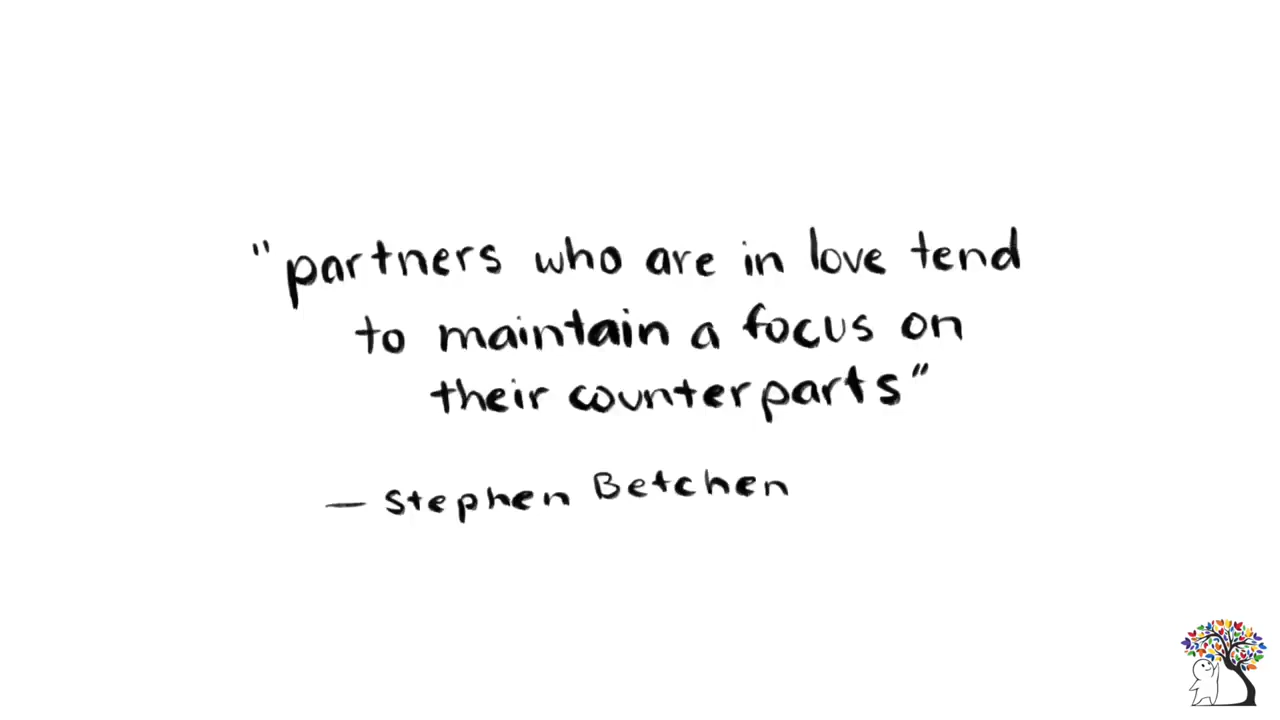 "partners who are in love tend
to maintain a focus on
their counterparts"
— Stephen Betchen